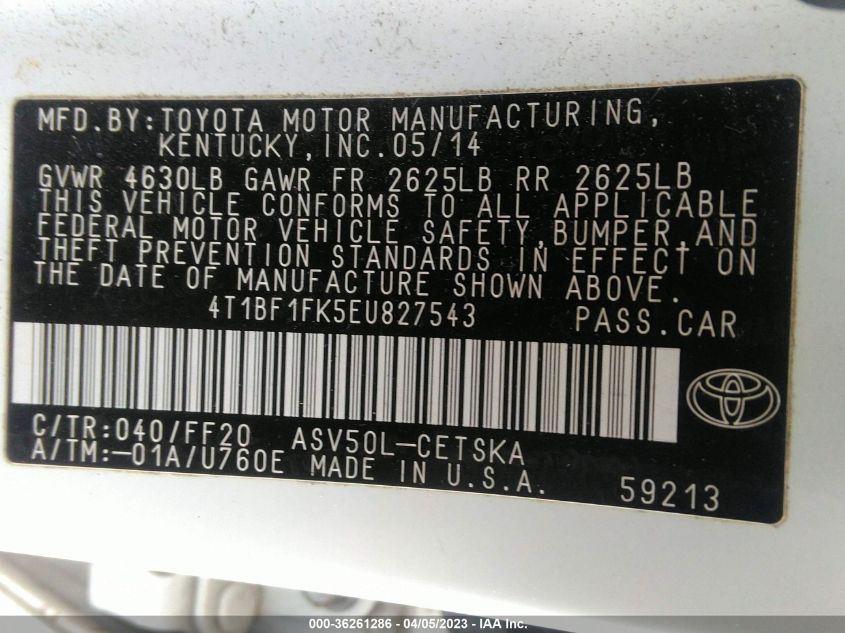 MFD.BY:TOYOTA MOTOR MANUFACTURING,
KENTUCKY,INC.05/14
GVWR 4630LB GAWR FR 2625LB RR 2625LB
THIS VEHICLE CONFORMS TO ALL APPLICABLE
FEDERAL MOTOR VEHICLE SAFETY,BUMPER,AND
THEFT PREVENTION STANDARDS IN EFFECT ON
THE DATE OF MANUFACTURE SHOWN ABOVE.
4T1BF1FK5EU827543 PASS.CAR
C/TR:040/FF20 ASV50L-CETSKA
A/TM:-01A/U760E MADE IN U.S.A. 59213
000-36261286 - 04/05/2023 - IAA Inc.